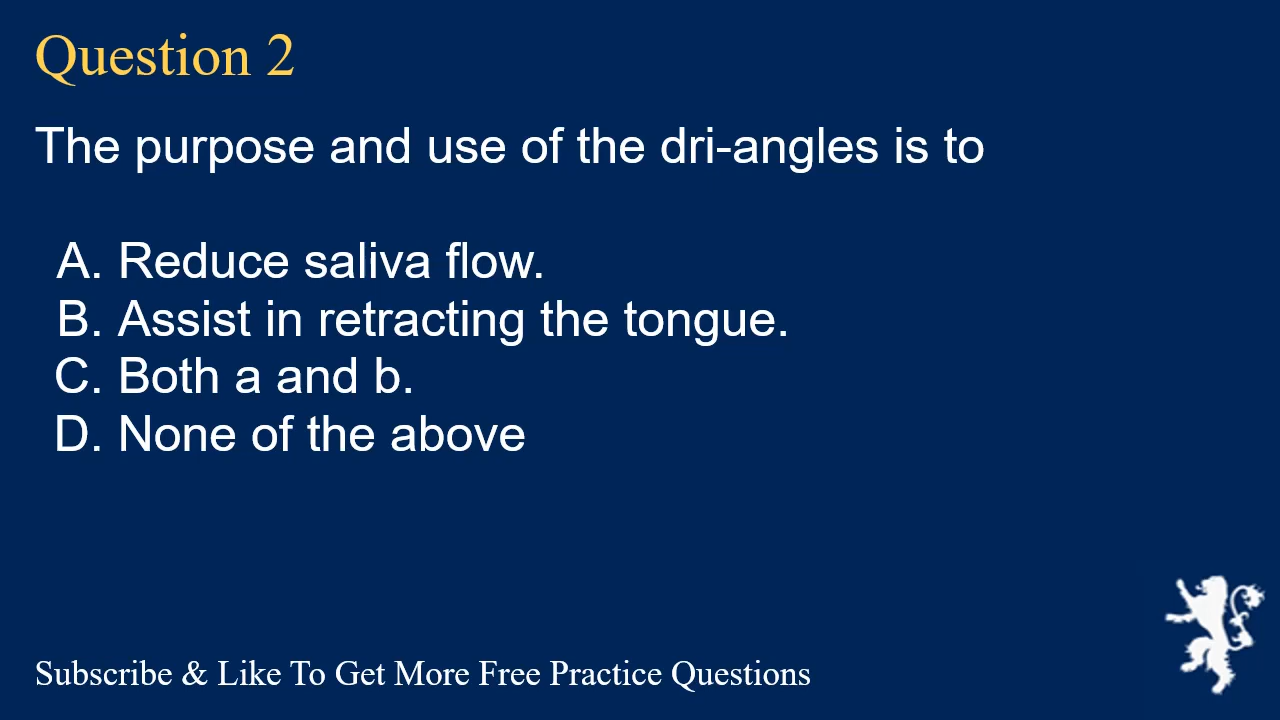 Question 2
The purpose and use of the dri-angles is to
A. Reduce saliva flow.
B. Assist in retracting the tongue.
C. Both a and b.
D. None of the above
Subscribe & Like To Get More Free Practice Questions